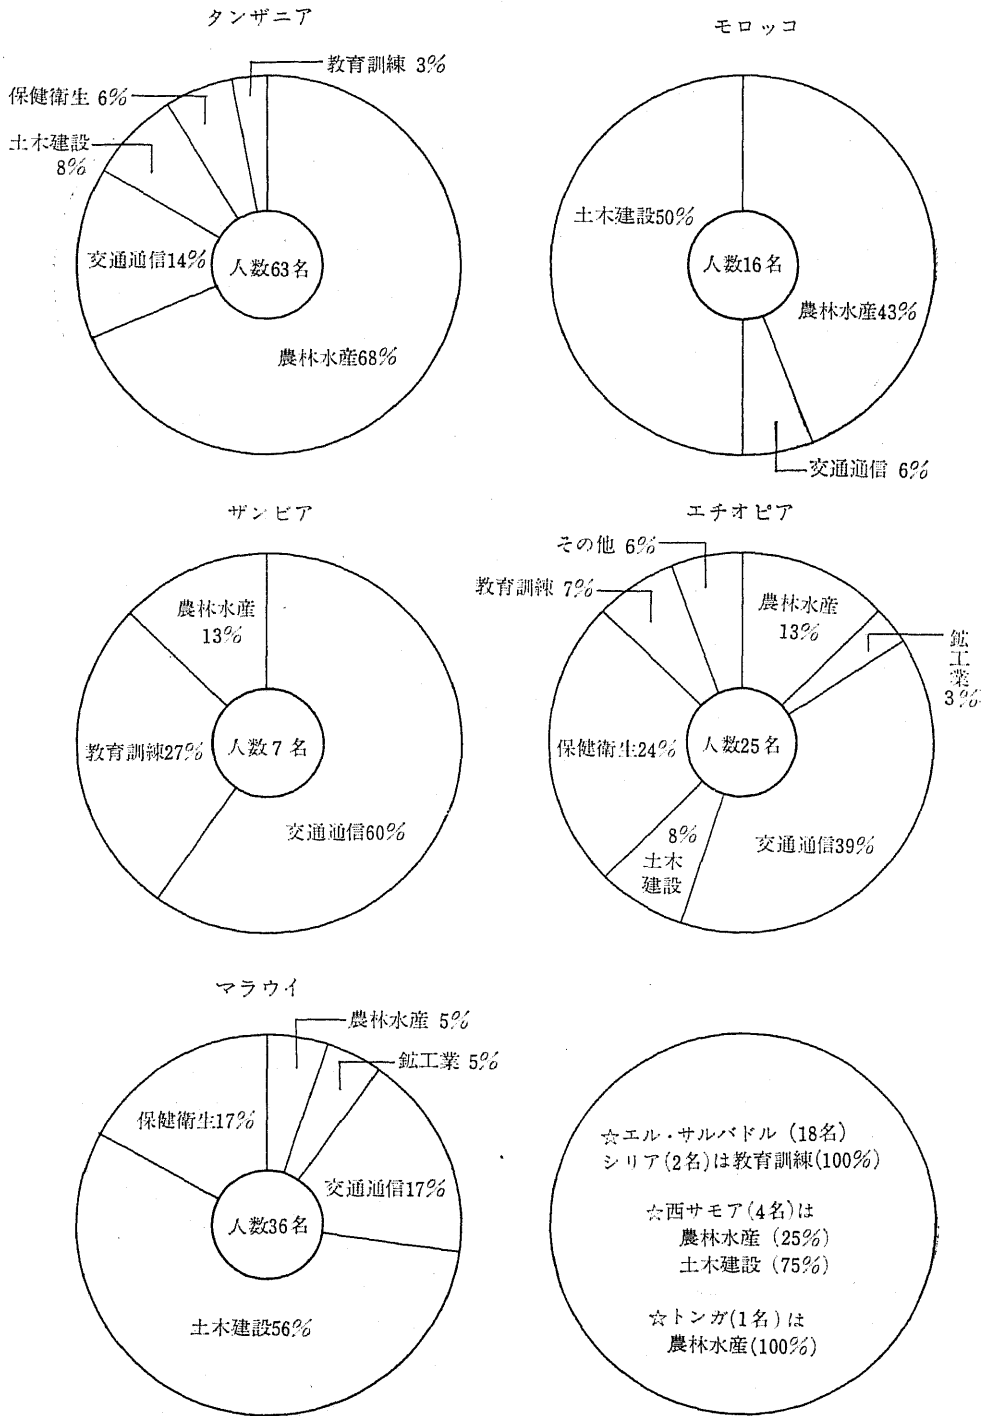 タンザニア
教育訓練 3%
保健衛生 6%
土木建設
8%
交通通信14%
人数63名
農林水産68%
モロッコ
土木建設50%
人数16名
農林水産43%
交通通信 6%
ザンビア
農林水産
13%
教育訓練27%
人数7名
交通通信60%
エチオピア
その他 6%
教育訓練 7%
農林水産
13%
鉱
工
業
3%
保健衛生24%
人数25名
8%
土木
建設
交通通信39%
マラウイ
農林水産 5%
鉱工業 5%
保健衛生17%
交通通信17%
人数36名
土木建設56%
☆エル・サルバドル (18名)
シリア(2名)は教育訓練(100%)
☆西サモア(4名)は
農林水産 (25%)
土木建設 (75%)
☆トンガ(1名)は
農林水産(100%)